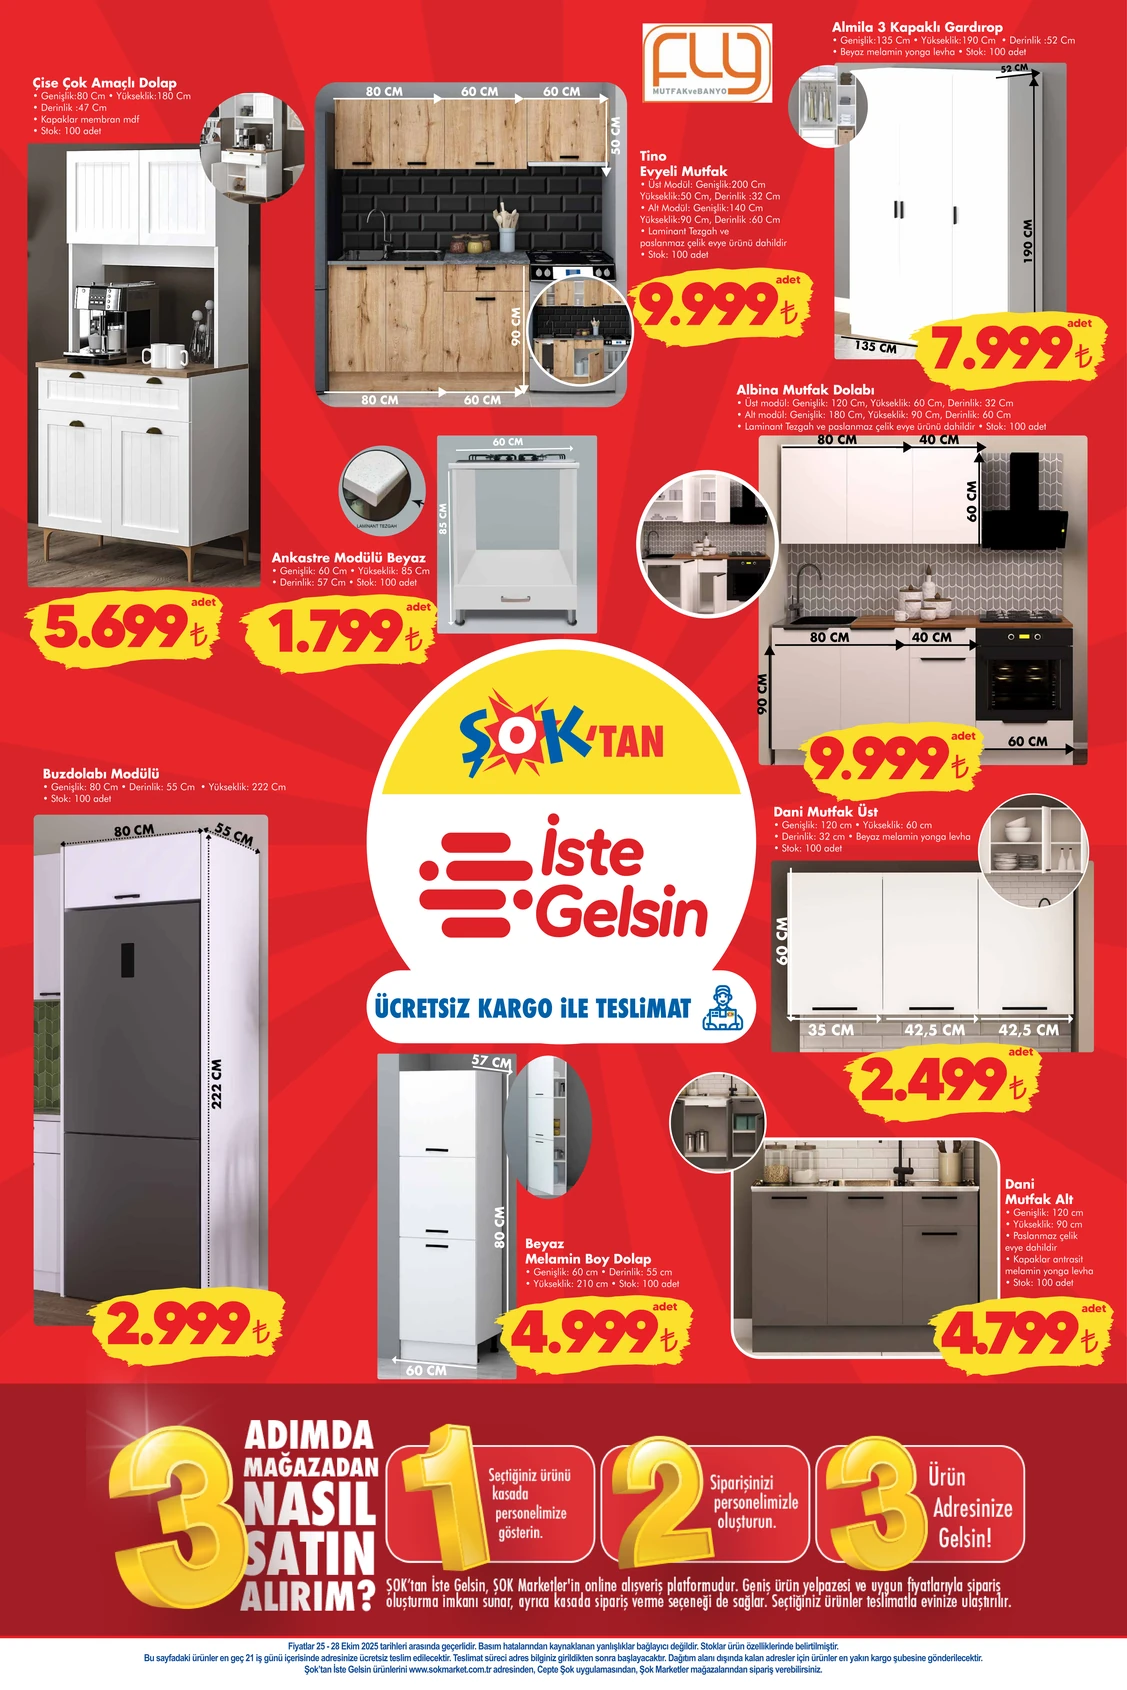 Çise Çok Amaçlı Dolap
• Genişlik:80 Cm • Yükseklik:180 Cm
• Derinlik :47 Cm
• Kapaklar membran mdf
• Stok: 100 adet
5.699 ₺
adet
80 CM
60 CM
60 CM
50 CM
90 CM
80 CM
60 CM
FLY
MUTFAKveBANYO
Tino
Evyeli Mutfak
• Üst Modül: Genişlik:200 Cm
Yükseklik:50 Cm, Derinlik :32 Cm
• Alt Modül: Genişlik:140 Cm
Yükseklik:90 Cm, Derinlik :60 Cm
• Laminant Tezgah ve
paslanmaz çelik evye ürünü dahildir
• Stok: 100 adet
9.999 ₺
adet
Almila 3 Kapaklı Gardırop
• Genişlik:135 Cm • Yükseklik:190 Cm • Derinlik :52 Cm
• Beyaz melamin yonga levha • Stok: 100 adet
52 CM
190 CM
135 CM
7.999 ₺
adet
LAMINANT TEZGAH
60 CM
85 CM
Ankastre Modülü Beyaz
• Genişlik: 60 Cm • Yükseklik: 85 Cm
• Derinlik: 57 Cm • Stok: 100 adet
1.799 ₺
adet
Albina Mutfak Dolabı
• Üst modül: Genişlik: 120 Cm, Yükseklik: 60 Cm, Derinlik: 32 Cm
• Alt modül: Genişlik: 180 Cm, Yükseklik: 90 Cm, Derinlik: 60 Cm
• Laminant Tezgah ve paslanmaz çelik evye ürünü dahildir • Stok: 100 adet
80 CM
40 CM
60 CM
80 CM
40 CM
90 CM
60 CM
9.999 ₺
adet
ŞOK'TAN
İste
Gelsin
ÜCRETSİZ KARGO İLE TESLİMAT
Buzdolabı Modülü
• Genişlik: 80 Cm • Derinlik: 55 Cm • Yükseklik: 222 Cm
• Stok: 100 adet
80 CM
55 CM
222 CM
2.999 ₺
adet
Dani Mutfak Üst
• Genişlik: 120 cm • Yükseklik: 60 cm
• Derinlik: 32 cm • Beyaz melamin yonga levha
• Stok: 100 adet
60 CM
35 CM
42,5 CM
42,5 CM
2.499 ₺
adet
57 CM
80 CM
60 CM
Beyaz
Melamin Boy Dolap
• Genişlik: 60 cm • Derinlik: 55 cm
• Yükseklik: 210 cm • Stok: 100 adet
4.999 ₺
adet
Dani
Mutfak Alt
• Genişlik: 120 cm
• Yükseklik: 90 cm
• Paslanmaz çelik
evye dahildir
• Kapaklar antrasit
melamin yonga levha
• Stok: 100 adet
4.799 ₺
adet
3 ADIMDA
MAĞAZADAN
NASIL
SATIN
ALIRIM?
1
Seçtiğiniz ürünü
kasada
personelimize
gösterin.
2
Siparişinizi
personelimizle
oluşturun.
3
Ürün
Adresinize
Gelsin!
ŞOK'tan İste Gelsin, ŞOK Marketler'in online alışveriş platformudur. Geniş ürün yelpazesi ve uygun fiyatlarıyla sipariş
oluşturma imkanı sunar, ayrıca kasada sipariş verme seçeneği de sağlar. Seçtiğiniz ürünler teslimatla evinize ulaştırılır.
Fiyatlar 25 - 28 Ekim 2025 tarihleri arasında geçerlidir. Basım hatalarından kaynaklanan yanlışlıklar bağlayıcı değildir. Stoklar ürün özelliklerinde belirtilmiştir.
Bu sayfadaki ürünler en geç 21 iş günü içerisinde adresinize ücretsiz teslim edilecektir. Teslimat süreci adres bilginiz girildikten sonra başlayacaktır. Dağıtım alanı dışında kalan adresler için ürünler en yakın kargo şubesine gönderilecektir.
Şok'tan İste Gelsin ürünlerini www.sokmarket.com.tr adresinden, Cepte Şok uygulamasından, Şok Marketler mağazalarından sipariş verebilirsiniz.